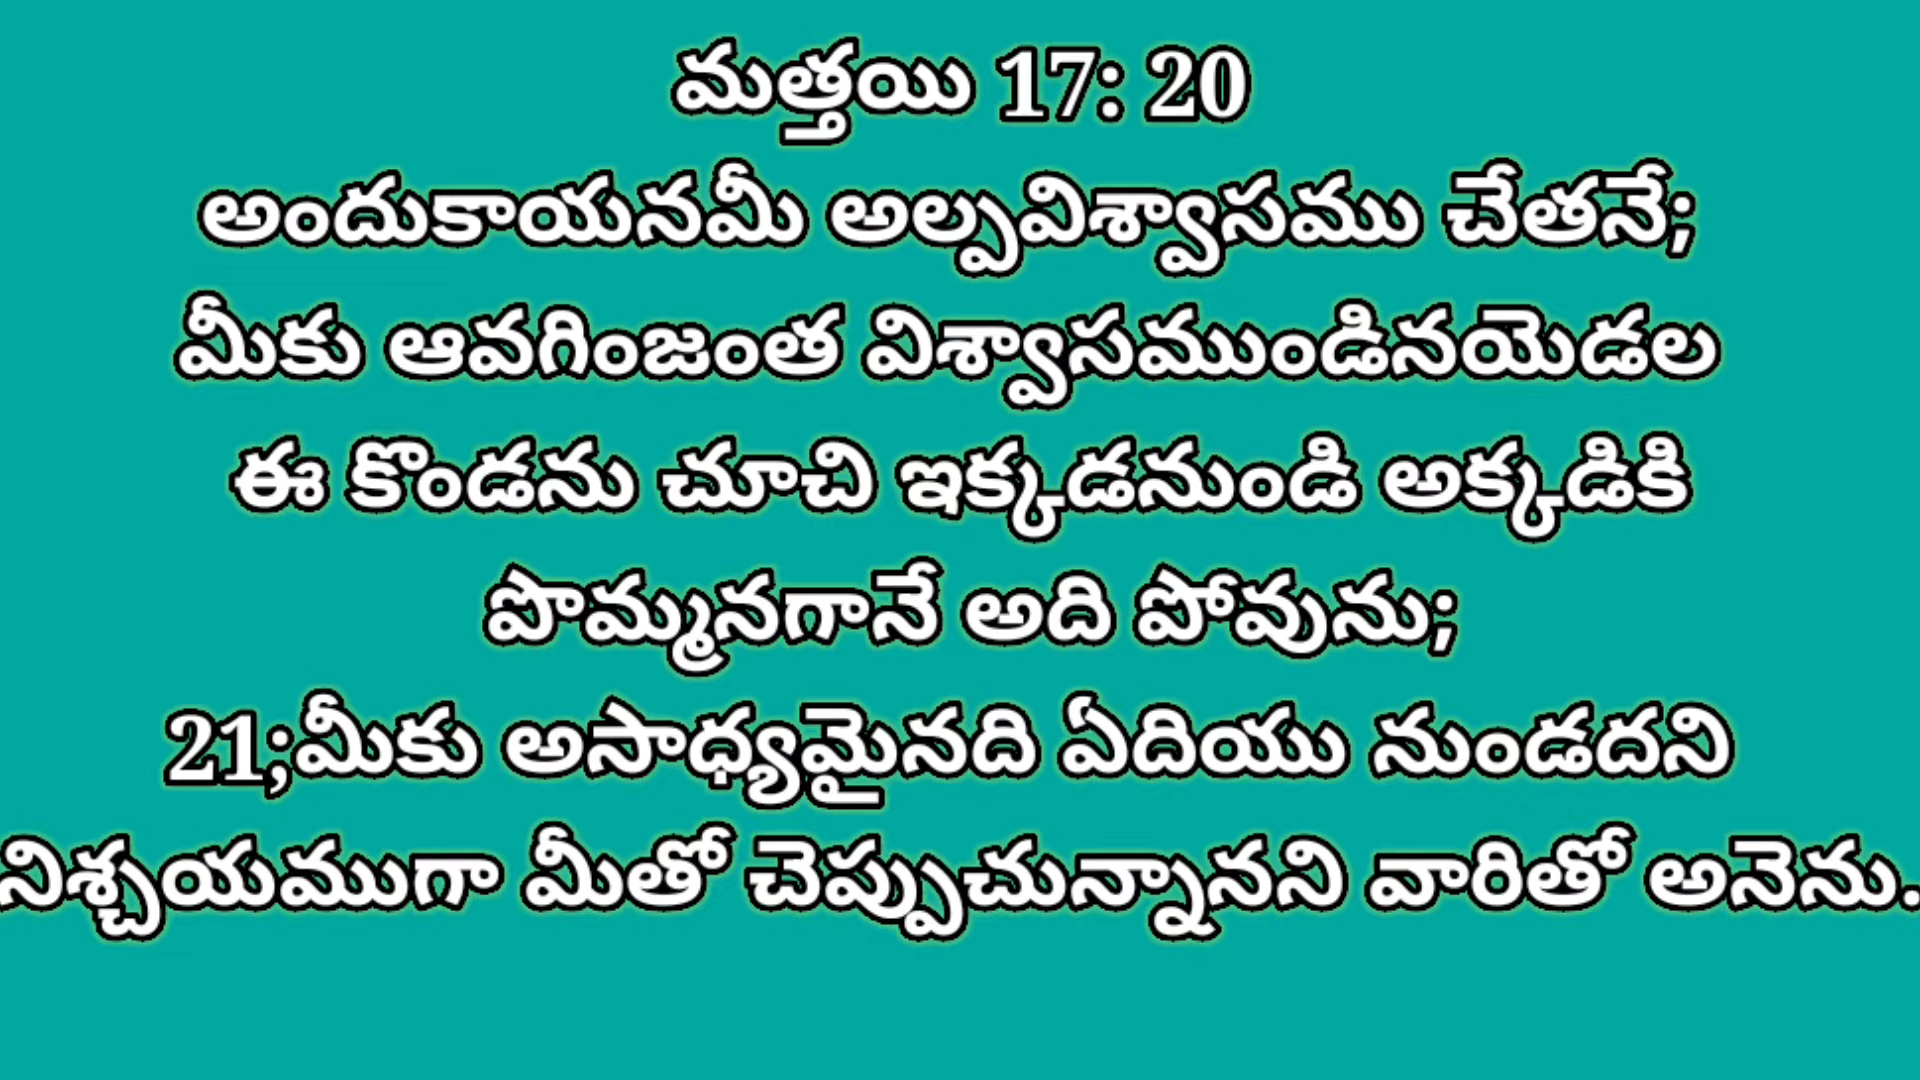 మత్తయి 17: 20
అందుకాయనమీ అల్పవిశ్వాసము చేతనే;
మీకు ఆవగింజంత విశ్వాసముండినయెడల
ఈ కొండను చూచి ఇక్కడనుండి అక్కడికి
పొమ్మనగానే అది పోవును;
21;మీకు అసాధ్యమైనది ఏదియు నుండదని
నిశ్చయముగా మీతో చెప్పుచున్నానని వారితో అనెను.